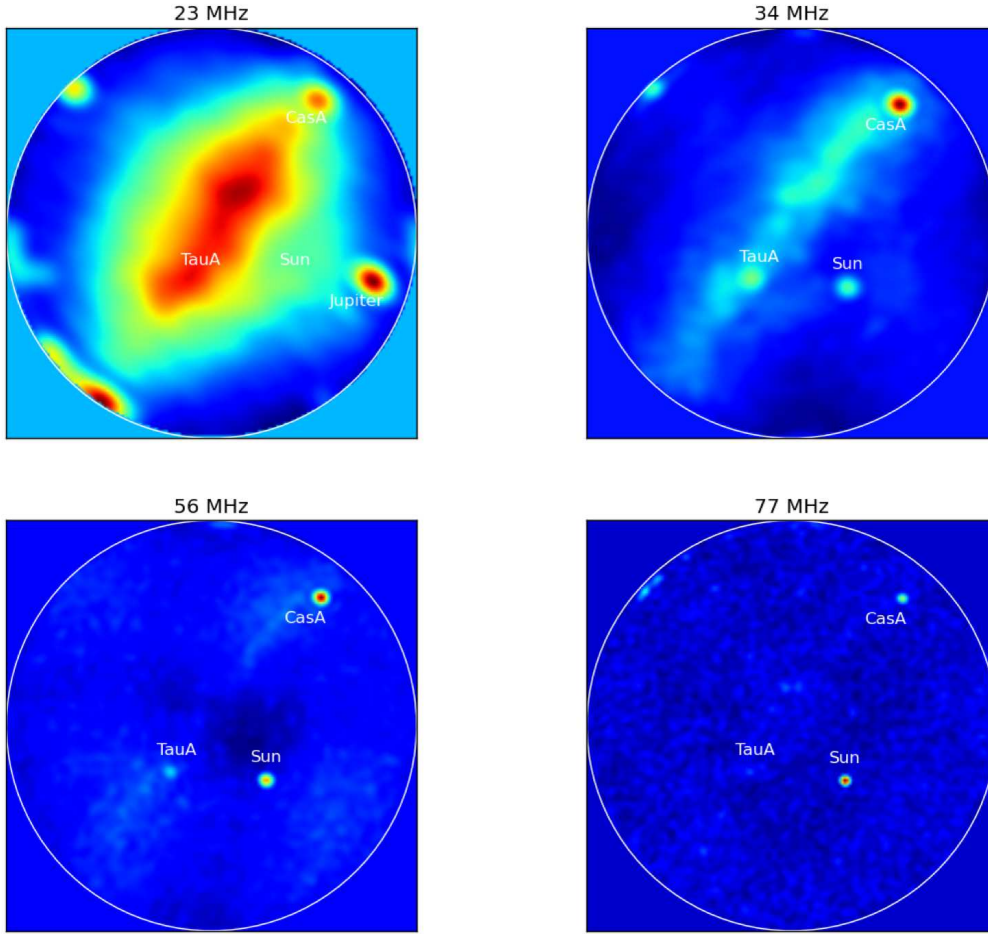 23 MHz
CasA
TauA
Sun
Jupiter
34 MHz
CasA
TauA
Sun
56 MHz
CasA
TauA
Sun
77 MHz
CasA
TauA
Sun